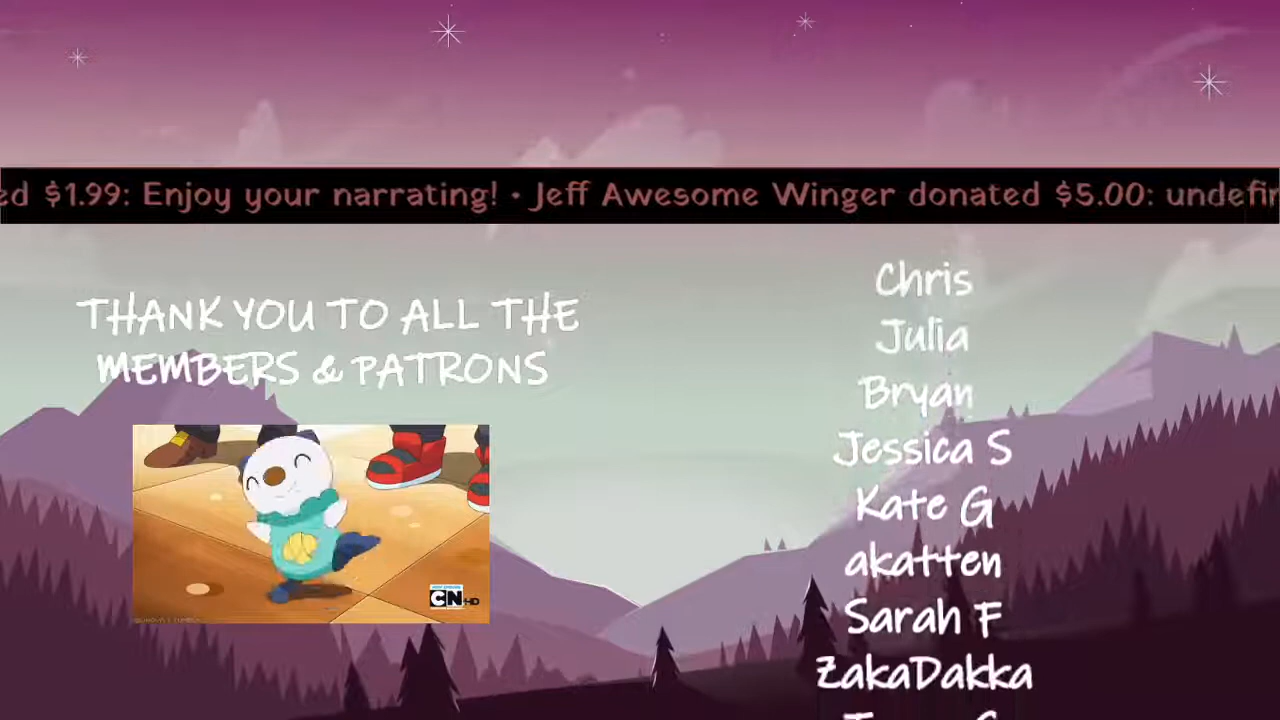 ed $1.99: Enjoy your narrating! • Jeff Awesome Winger donated $5.00: undefin
THANK YOU TO ALL THE
MEMBERS & PATRONS
CN HD
Chris
Julia
Bryan
Jessica S
Kate G
akatten
Sarah F
ZakaDakka